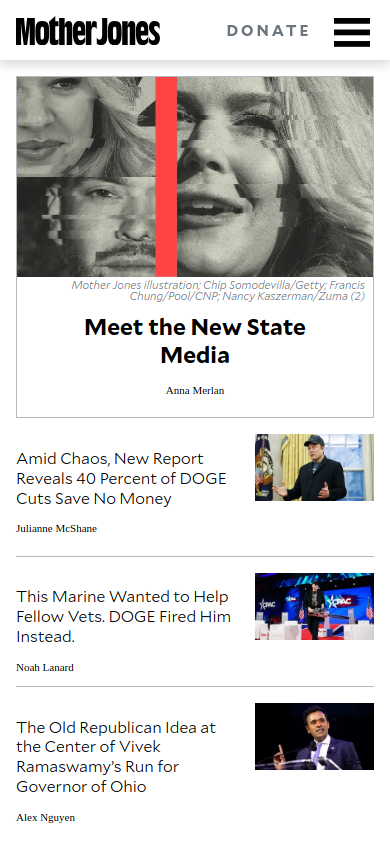 Mother Jones
DONATE
Mother Jones illustration; Chip Somodevilla/Getty; Francis
Chung/Pool/CNP; Nancy Kaszerman/Zuma (2)
Meet the New State
Media
Anna Merlan
Amid Chaos, New Report
Reveals 40 Percent of DOGE
Cuts Save No Money
Julianne McShane
This Marine Wanted to Help
Fellow Vets. DOGE Fired Him
Instead.
Noah Lanard
CPAC
CPAC
The Old Republican Idea at
the Center of Vivek
Ramaswamy’s Run for
Governor of Ohio
Alex Nguyen